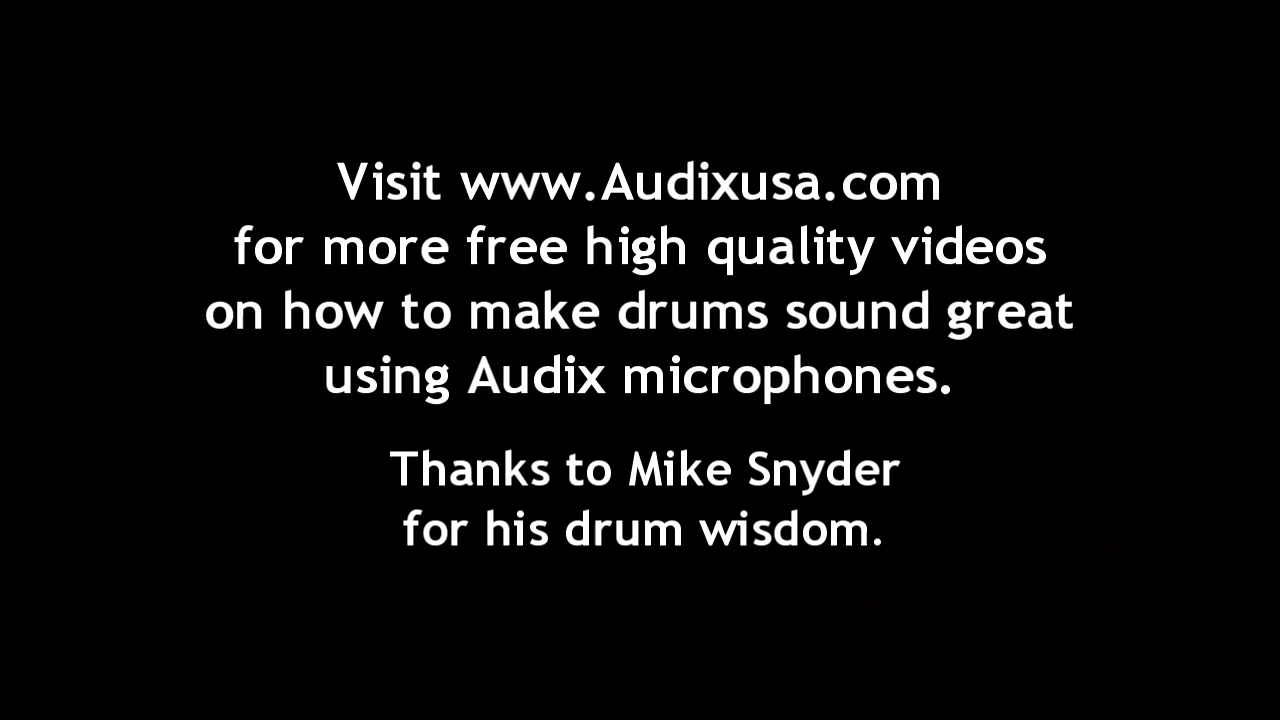 Visit www.Audixusa.com
for more free high quality videos
on how to make drums sound great
using Audix microphones.
Thanks to Mike Snyder
for his drum wisdom.